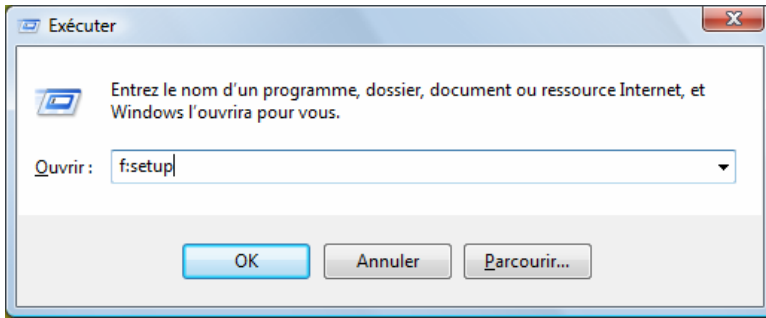 Exécuter
Entrez le nom d'un programme, dossier, document ou ressource Internet, et
Windows l'ouvrira pour vous.
Ouvrir : f:setup
OK Annuler Parcourir...